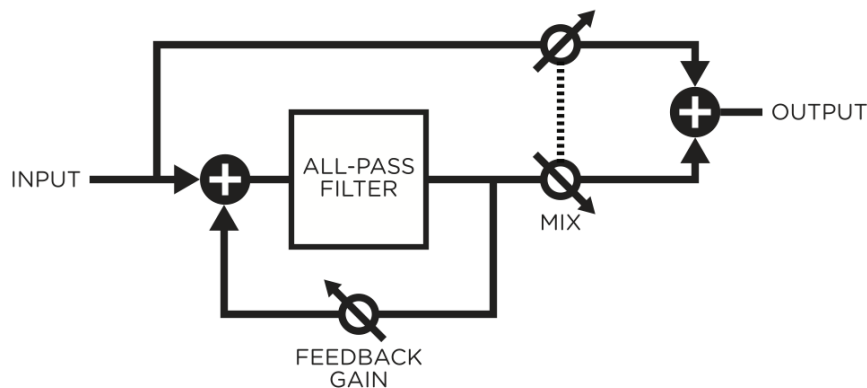 INPUT
ALL-PASS
FILTER
MIX
OUTPUT
FEEDBACK
GAIN